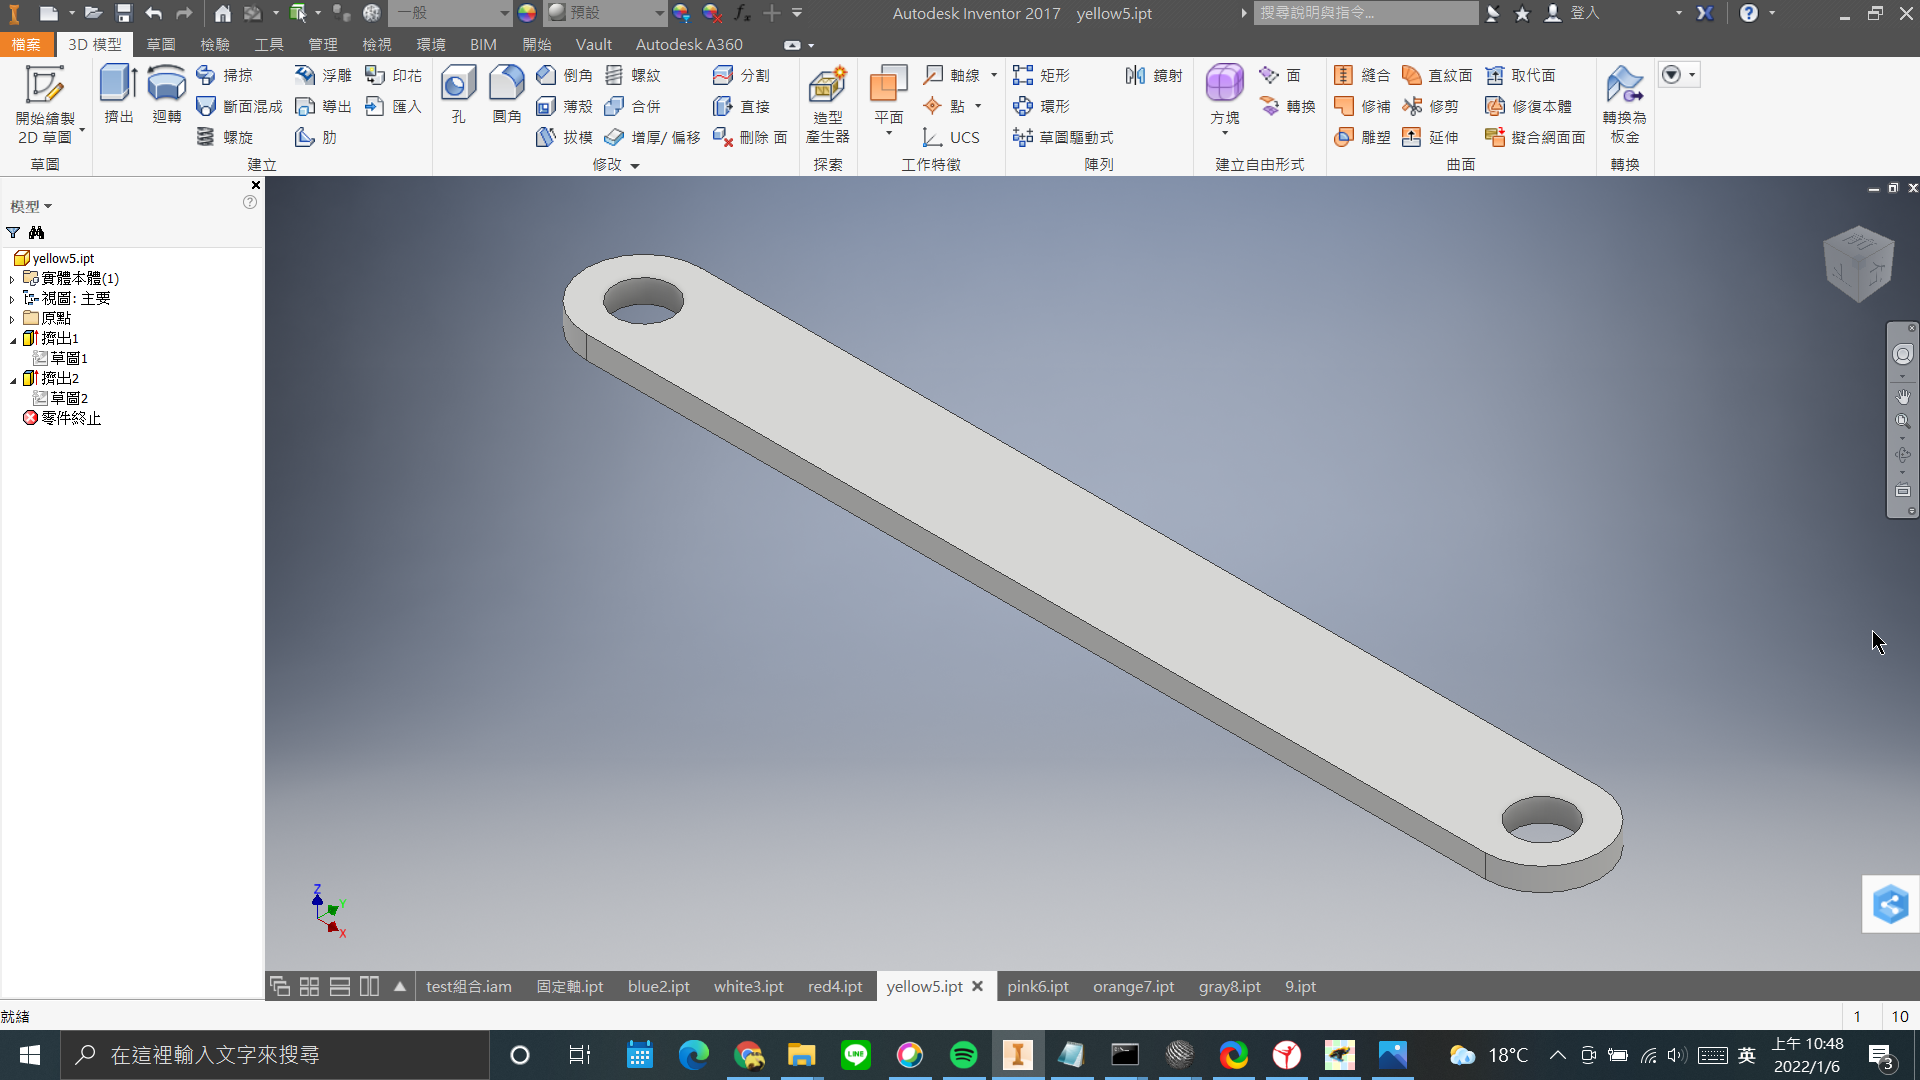 一般
預設
Autodesk Inventor 2017 yellow5.ipt
搜尋說明與指令...
登入
檔案 3D 模型 草圖 檢驗 工具 管理 檢視 環境 BIM 開始 Vault Autodesk A360
開始繪製
2D 草圖
草圖
擠出
迴轉
掃掠
斷面混成
螺旋
浮雕
導出
肋
印花
匯入
建立
孔
圓角
倒角
薄殼
拔模
螺紋
合併
增厚/ 偏移
分割
直接
刪除 面
修改
造型
產生器
探索
平面
軸線
點
UCS
工作特徵
矩形
環形
草圖驅動式
鏡射
陣列
方塊
面
轉換
建立自由形式
縫合
修補
雕塑
直紋面
修剪
延伸
取代面
修復本體
擬合網面面
曲面
轉換為
板金
轉換
模型
yellow5.ipt
實體本體(1)
視圖: 主要
原點
擠出1
草圖1
擠出2
草圖2
零件終止
Z
Y
X
test組合.iam 固定軸.ipt blue2.ipt white3.ipt red4.ipt yellow5.ipt pink6.ipt orange7.ipt gray8.ipt 9.ipt
就緒
1 10
在這裡輸入文字來搜尋
LINE
18°C
英
上午 10:48
2022/1/6
3